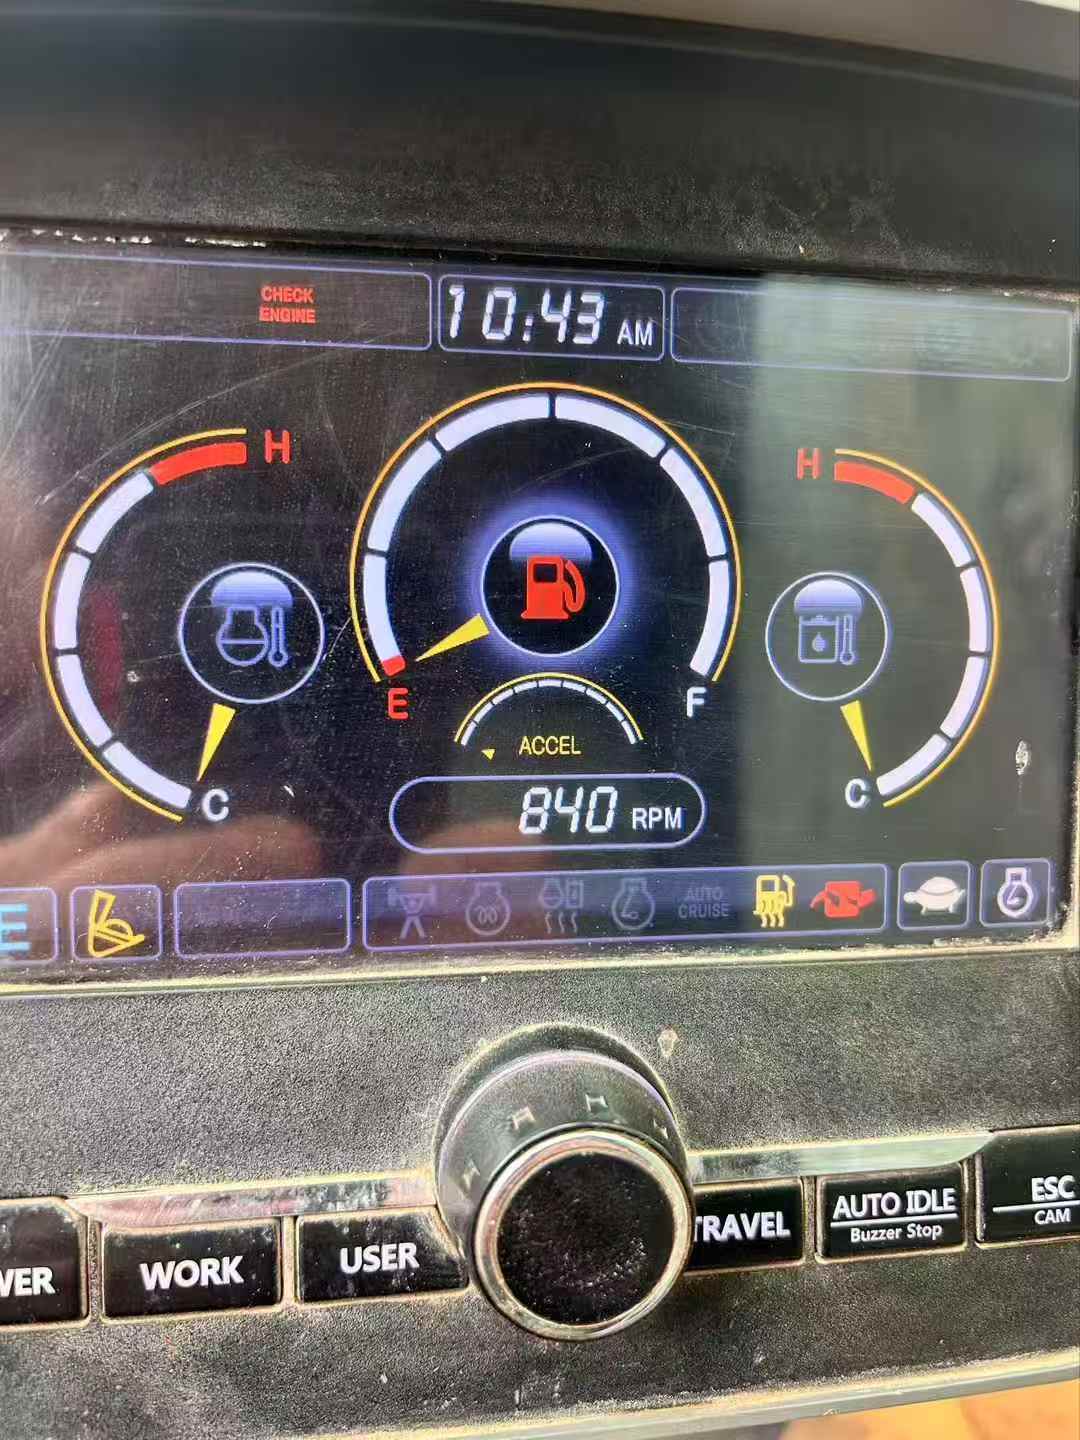 CHECK
ENGINE
10:43 AM
H
H
E
F
ACCEL
C
C
840 RPM
E
AUTO
CRUISE
WER
WORK
USER
TRAVEL
AUTO IDLE
Buzzer Stop
ESC
CAM